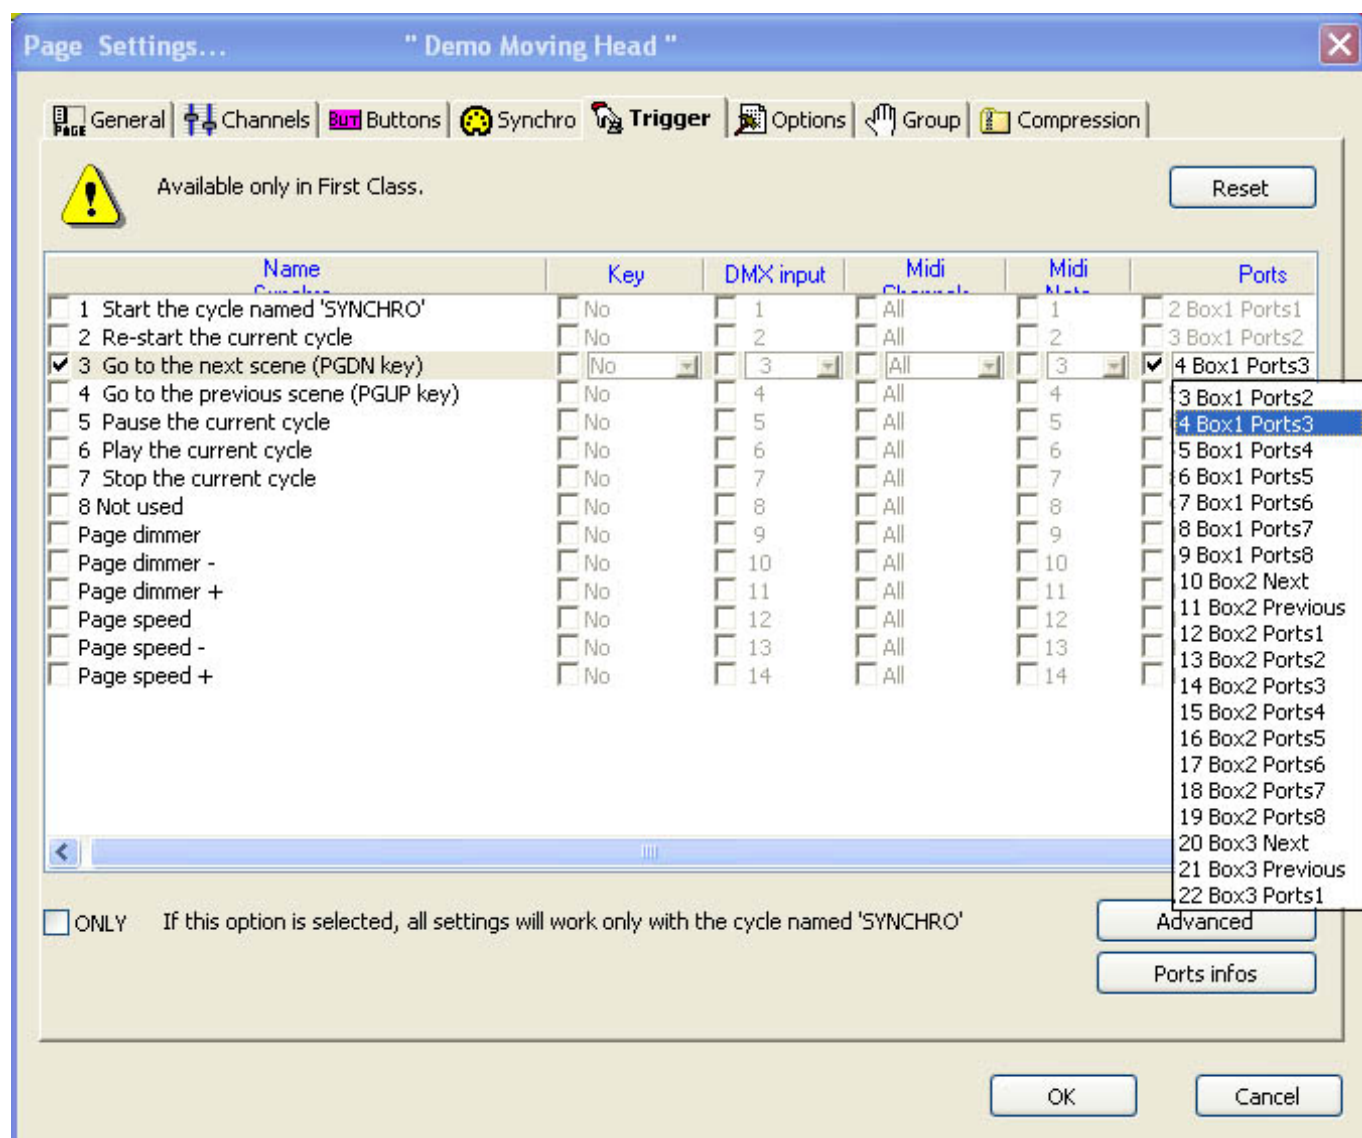 Page Settings... " Demo Moving Head "
PAGE General Channels BUT Buttons Synchro Trigger Options Group Compression
Available only in First Class. Reset
Name Key DMX input Midi Midi Ports
1 Start the cycle named 'SYNCHRO' No 1 All 1 2 Box1 Ports1
2 Re-start the current cycle No 2 All 2 3 Box1 Ports2
3 Go to the next scene (PGDN key) No 3 All 3 4 Box1 Ports3
4 Go to the previous scene (PGUP key) No 4 All 4
5 Pause the current cycle No 5 All 5
6 Play the current cycle No 6 All 6
7 Stop the current cycle No 7 All 7
8 Not used No 8 All 8
Page dimmer No 9 All 9
Page dimmer - No 10 All 10
Page dimmer + No 11 All 11
Page speed No 12 All 12
Page speed - No 13 All 13
Page speed + No 14 All 14
3 Box1 Ports2
4 Box1 Ports3
5 Box1 Ports4
6 Box1 Ports5
7 Box1 Ports6
8 Box1 Ports7
9 Box1 Ports8
10 Box2 Next
11 Box2 Previous
12 Box2 Ports1
13 Box2 Ports2
14 Box2 Ports3
15 Box2 Ports4
16 Box2 Ports5
17 Box2 Ports6
18 Box2 Ports7
19 Box2 Ports8
20 Box3 Next
21 Box3 Previous
22 Box3 Ports1
ONLY If this option is selected, all settings will work only with the cycle named 'SYNCHRO' Advanced
Ports infos
OK Cancel